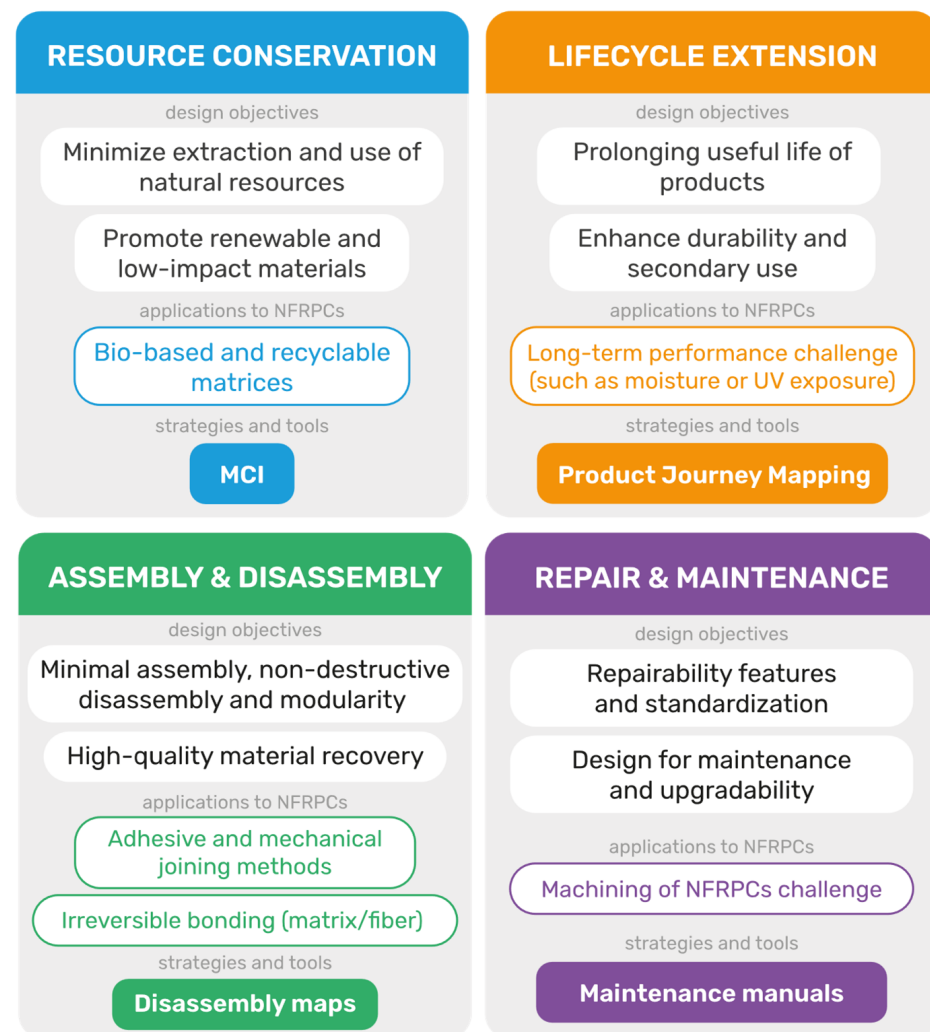 RESOURCE CONSERVATION
design objectives
Minimize extraction and use of
natural resources
Promote renewable and
low-impact materials
applications to NFRPCs
Bio-based and recyclable
matrices
strategies and tools
MCI
LIFECYCLE EXTENSION
design objectives
Prolonging useful life of
products
Enhance durability and
secondary use
applications to NFRPCs
Long-term performance challenge
(such as moisture or UV exposure)
strategies and tools
Product Journey Mapping
ASSEMBLY & DISASSEMBLY
design objectives
Minimal assembly, non-destructive
disassembly and modularity
High-quality material recovery
applications to NFRPCs
Adhesive and mechanical
joining methods
Irreversible bonding (matrix/fiber)
strategies and tools
Disassembly maps
REPAIR & MAINTENANCE
design objectives
Repairability features
and standardization
Design for maintenance
and upgradability
applications to NFRPCs
Machining of NFRPCs challenge
strategies and tools
Maintenance manuals